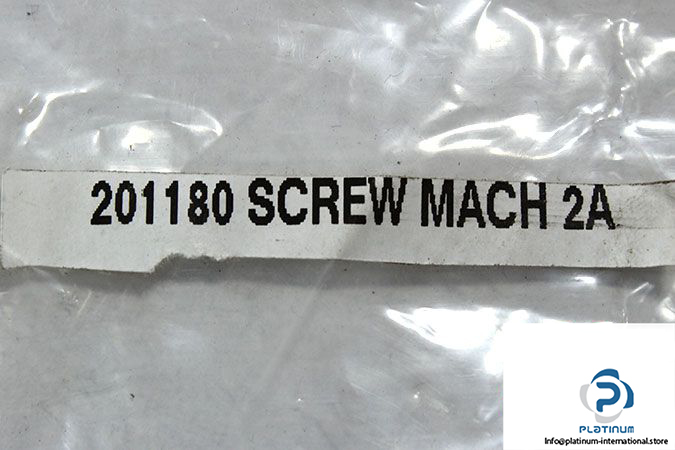 201180 SCREW MACH 2A
PLATINUM
Info@platinum-international.store